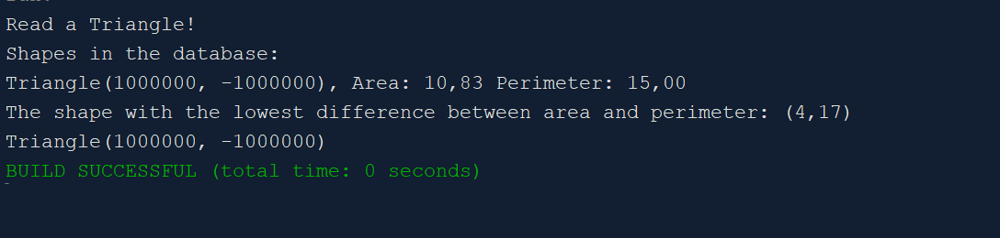 Read a Triangle!
Shapes in the database:
Triangle(1000000, -1000000), Area: 10,83 Perimeter: 15,00
The shape with the lowest difference between area and perimeter: (4,17)
Triangle(1000000, -1000000)
BUILD SUCCESSFUL (total time: 0 seconds)